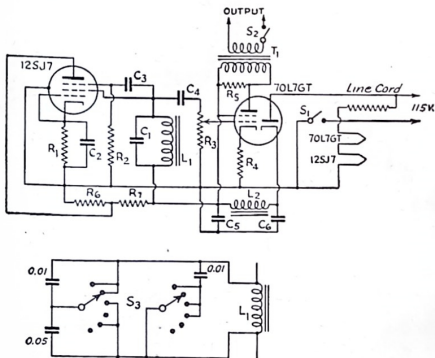 OUTPUT
S2
T1
12SJ7
C3
C4
R5
70L7GT
Line Cord
115V.
S1
R1
C2
R2
C1
L1
R3
R4
70L7GT
12SJ7
R6
R7
L2
C5
C6
0.01
0.01
S3
L1
0.05